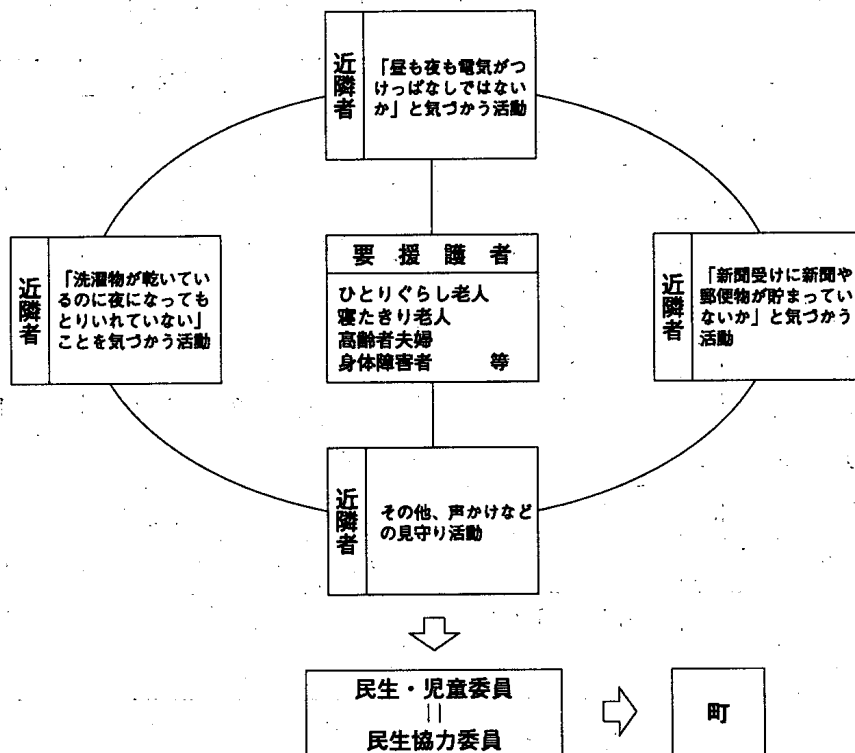 近隣者
「昼も夜も電気がつ
けっぱなしではない
か」と気づかう活動
近隣者
「洗濯物が乾いてい
るのに夜になっても
とりいれていない」
ことを気づかう活動
要援護者
ひとりぐらし老人
寝たきり老人
高齢者夫婦
身体障害者 等
近隣者
「新聞受けに新聞や
郵便物が貯まってい
ないか」と気づかう
活動
近隣者
その他、声かけなど
の見守り活動
民生・児童委員
||
民生協力委員
町